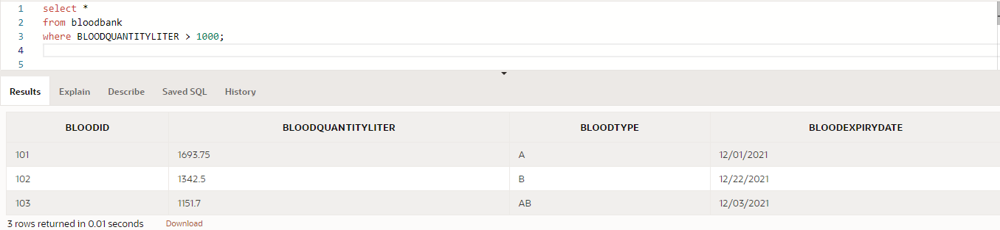 1 select *
2 from bloodbank
3 where BLOODQUANTITYLITER > 1000;
4
5
Results Explain Describe Saved SQL History
BLOODID BLOODQUANTITYLITER BLOODTYPE BLOODEXPIRYDATE
101 1693.75 A 12/01/2021
102 1342.5 B 12/22/2021
103 1151.7 AB 12/03/2021
3 rows returned in 0.01 seconds Download